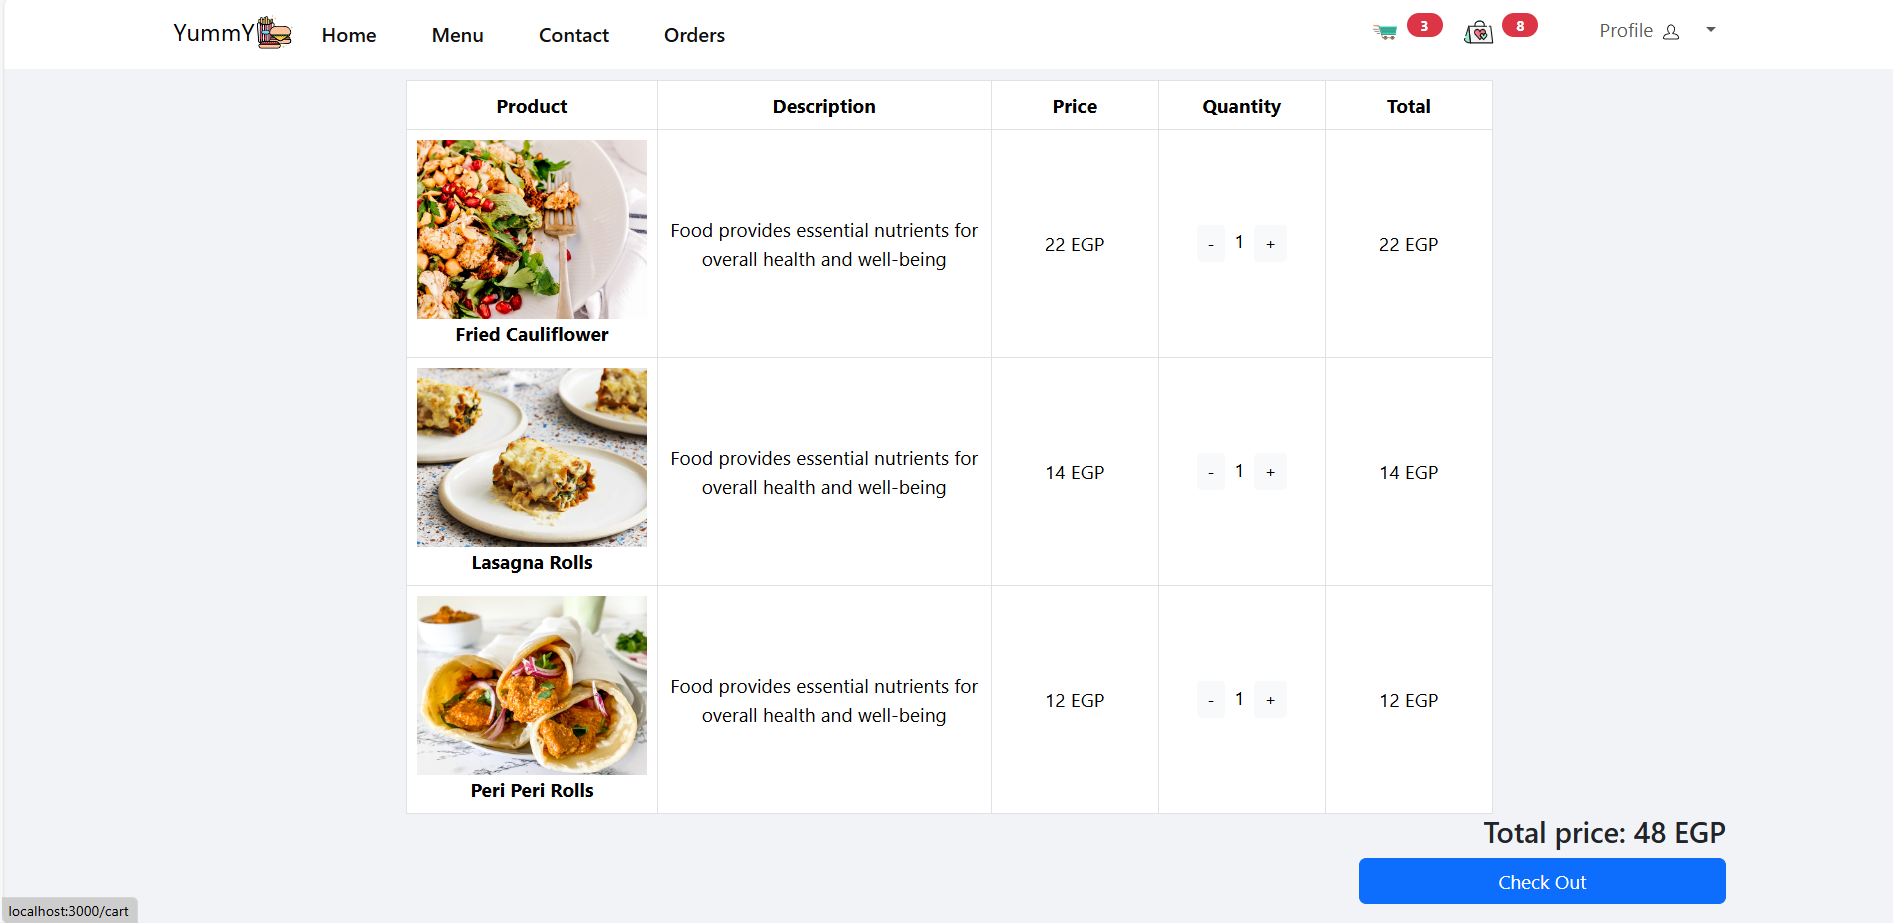 YummY
Home
Menu
Contact
Orders
3
8
Profile
Product
Description
Price
Quantity
Total
Fried Cauliflower
Food provides essential nutrients for
overall health and well-being
22 EGP
- 1 +
22 EGP
Lasagna Rolls
Food provides essential nutrients for
overall health and well-being
14 EGP
- 1 +
14 EGP
Peri Peri Rolls
Food provides essential nutrients for
overall health and well-being
12 EGP
- 1 +
12 EGP
Total price: 48 EGP
Check Out
localhost:3000/cart